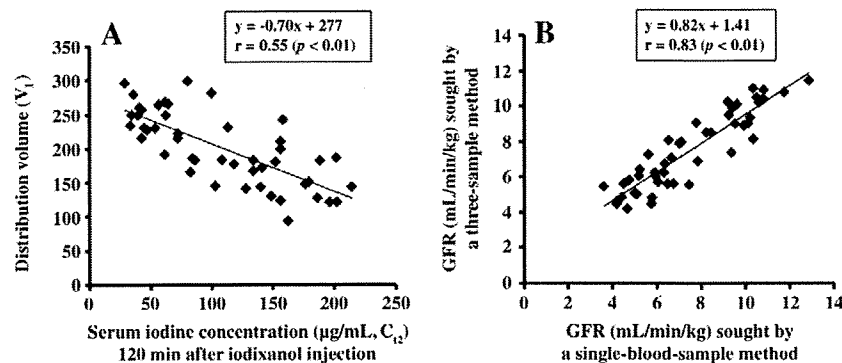 A
y = -0.70x + 277
r = 0.55 (p < 0.01)
Distribution volume (V₁)
350
300
250
200
150
100
50
0
0 50 100 150 200 250
Serum iodine concentration (µg/mL, Cₜ₂)
120 min after iodixanol injection
B
y = 0.82x + 1.41
r = 0.83 (p < 0.01)
GFR (mL/min/kg) sought by
a three-sample method
14
12
10
8
6
4
2
0
0 2 4 6 8 10 12 14
GFR (mL/min/kg) sought by
a single-blood-sample method